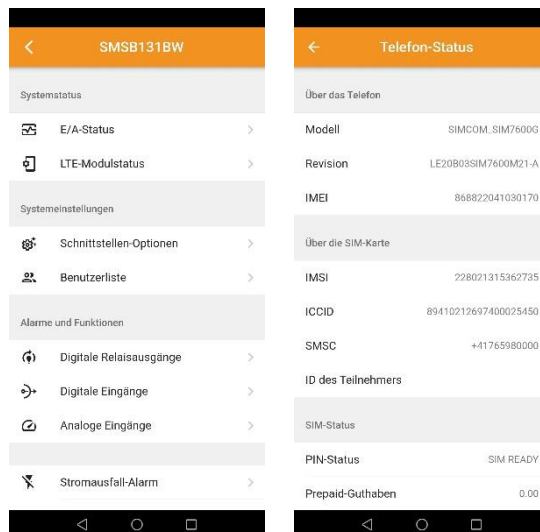 SMSB131BW
Systemstatus
E/A-Status
LTE-Modulstatus
Systemeinstellungen
Schnittstellen-Optionen
Benutzerliste
Alarme und Funktionen
Digitale Relaisausgänge
Digitale Eingänge
Analoge Eingänge
Stromausfall-Alarm
Telefon-Status
Über das Telefon
Modell SIMCOM_SIM7600G
Revision LE20B03SIM7600M21-A
IMEI 868822041030170
Über die SIM-Karte
IMSI 228021315362735
ICCID 89410212697400025450
SMSC +41765980000
ID des Teilnehmers
SIM-Status
PIN-Status SIM READY
Prepaid-Guthaben 0.00